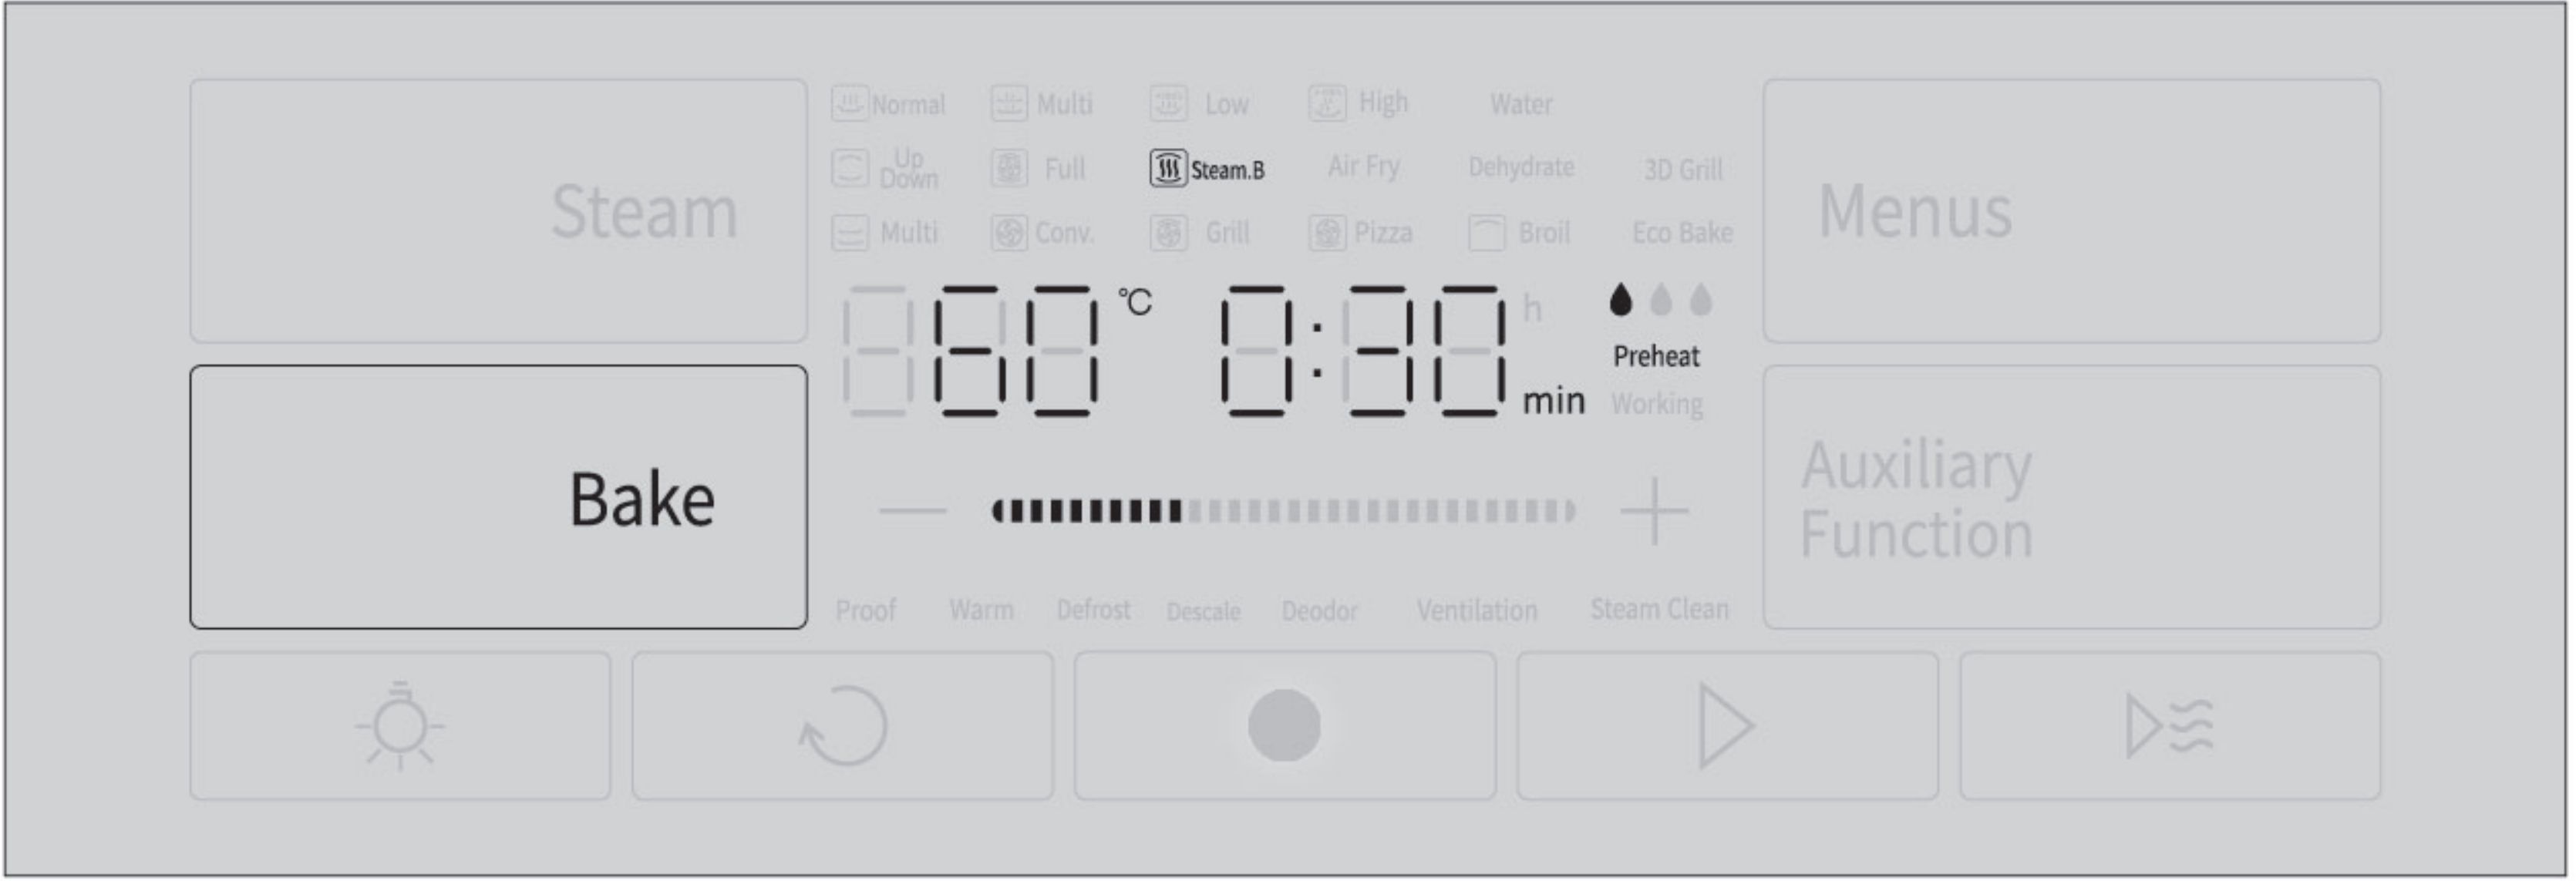 Steam
Normal Multi Low High Water
Up Down Full Steam.B Air Fry Dehydrate 3D Grill
Multi Conv. Grill Pizza Broil Eco Bake
Menus
60 °C 0:30 h min
Preheat
Working
Bake
Auxiliary
Function
Proof Warm Defrost Descale Deodor Ventilation Steam Clean